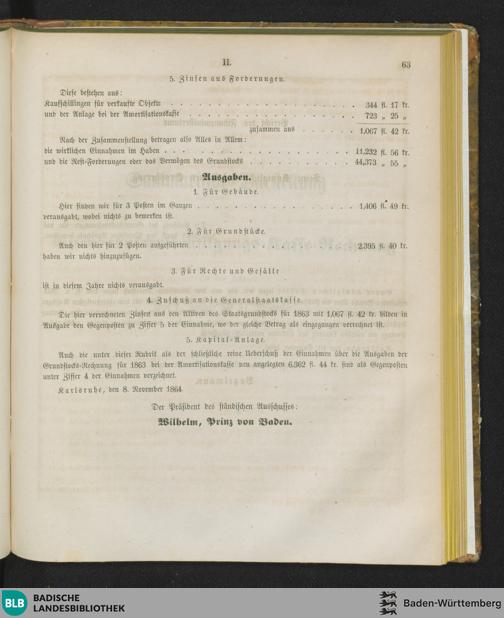 II. 63
5. Zinsen aus Forderungen.
Diese bestehen aus:
Kaufschillingen für verkaufte Objekte . . . . . . . . . . 344 fl. 17 kr.
und der Anlage bei der Amortisationskasse . . . . . . . . . . 723 „ 25 „
zusammen aus . . . . 1,067 fl. 42 kr.
Nach der Zusammenstellung betragen also Alles in Allem:
die wirklichen Einnahmen im Haben . . . . . . . . . . 11,232 fl. 56 kr.
und die Rest-Forderungen oder das Vermögen des Grundstocks . . . . . . . . 44,373 „ 55 „
Ausgaben.
1. Für Gebäude.
Hier finden wir für 3 Posten im Ganzen . . . . . . . . . . 1,406 fl. 49 kr.
verausgabt, wobei nichts zu bemerken ist.
2. Für Grundstücke.
Auch den hier für 2 Posten aufgeführten . . . . . . . . . . 2,395 fl. 40 kr.
haben wir nichts hinzuzufügen.
3. Für Rechte und Gefälle
ist in diesem Jahre nichts verausgabt.
4. Zuschuß an die Generalstaatskasse.
Die hier verrechneten Zinsen aus den Aktiven des Staatsgrundstocks für 1863 mit 1,067 fl. 42 kr. bilden in
Ausgabe den Gegenposten zu Ziffer 5 der Einnahme, wo der gleiche Betrag als eingegangen verrechnet ist.
5. Kapital-Anlage.
Auch die unter dieser Rubrik als der schließliche reine Ueberschuß der Einnahmen über die Ausgaben der
Grundstocks-Rechnung für 1863 bei der Amortisationskasse neu angelegten 6,362 fl. 44 kr. sind als Gegenposten
unter Ziffer 4 der Einnahmen verzeichnet.
Karlsruhe, den 8. November 1864.
Der Präsident des ständischen Ausschusses:
Wilhelm, Prinz von Baden.
BLB BADISCHE
LANDESBIBLIOTHEK
Baden-Württemberg